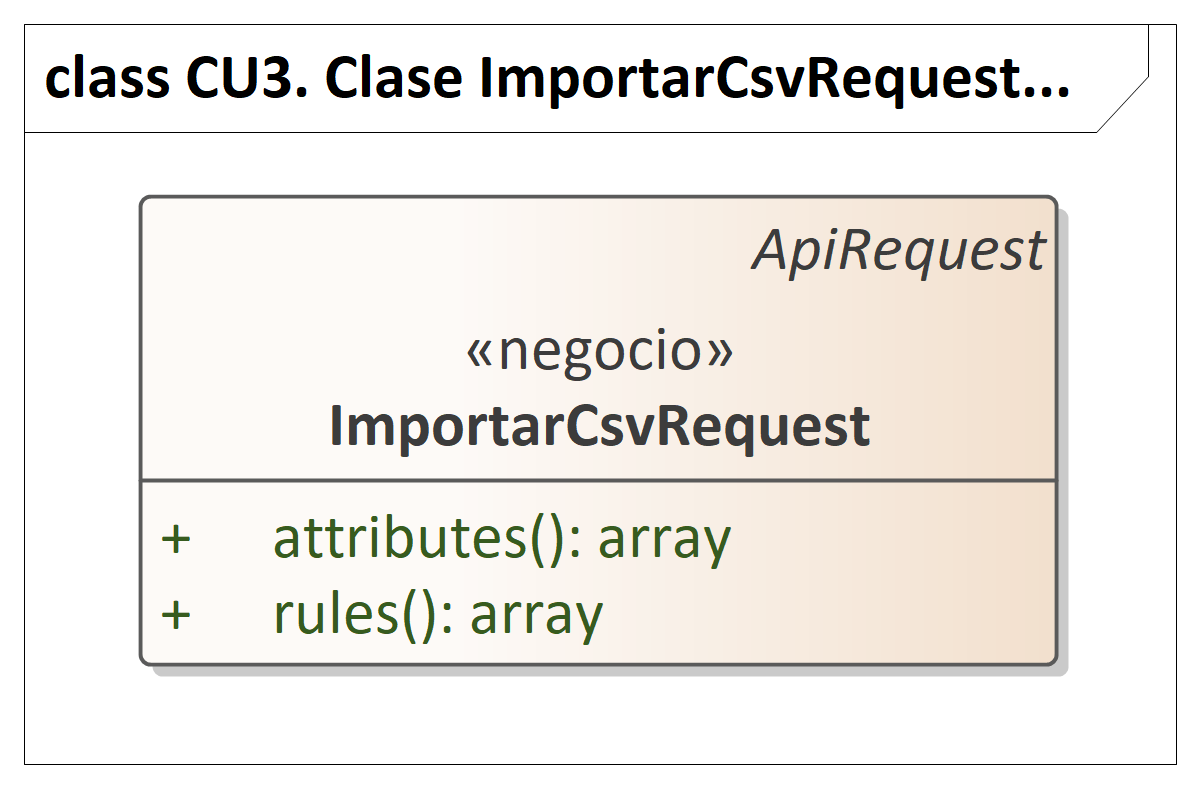 class CU3. Clase ImportarCsvRequest...
ApiRequest
«negocio»
ImportarCsvRequest
+ attributes(): array
+ rules(): array